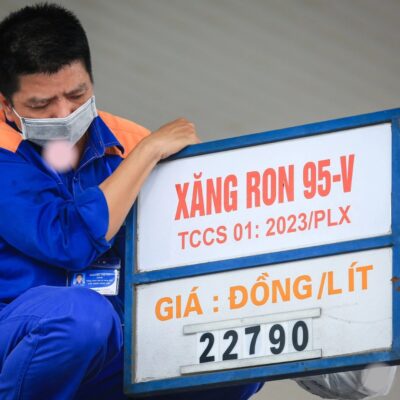 XĂNG RON 95-V
TCCS 01: 2023/PLX
GIÁ : ĐỒNG/LÍT
22790